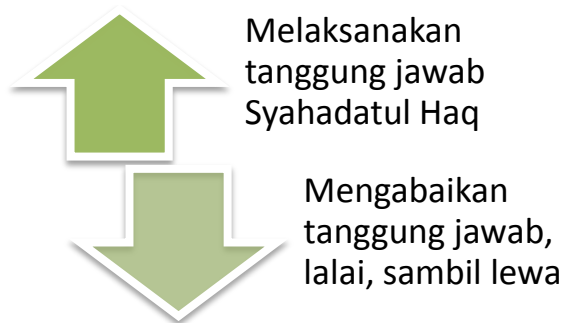 Melaksanakan
tanggung jawab
Syahadatul Haq
Mengabaikan
tanggung jawab,
lalai, sambil lewa